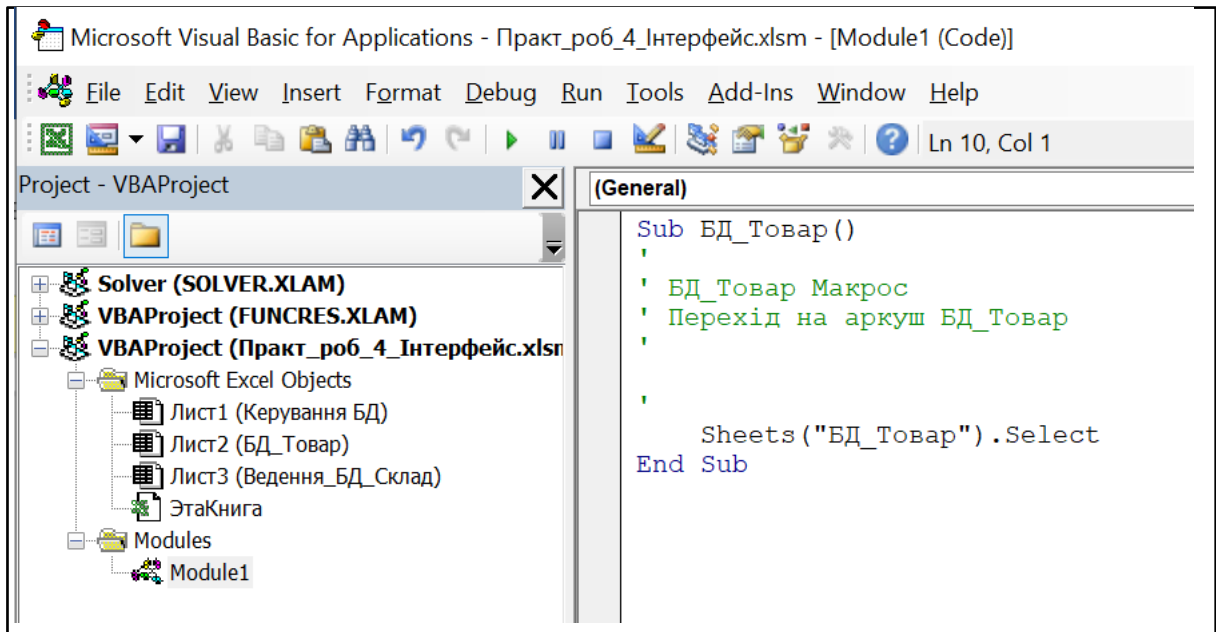 Microsoft Visual Basic for Applications - Практ_роб_4_Інтерфейс.xlsm - [Module1 (Code)]
File Edit View Insert Format Debug Run Tools Add-Ins Window Help
Ln 10, Col 1
Project - VBAProject
Solver (SOLVER.XLAM)
VBAProject (FUNCRES.XLAM)
VBAProject (Практ_роб_4_Інтерфейс.xlsm
Microsoft Excel Objects
Лист1 (Керування БД)
Лист2 (БД_Товар)
Лист3 (Ведення_БД_Склад)
ЭтаКнига
Modules
Module1
(General)
Sub БД_Товар()
'
' БД_Товар Макрос
' Перехід на аркуш БД_Товар
'
'
Sheets("БД_Товар").Select
End Sub